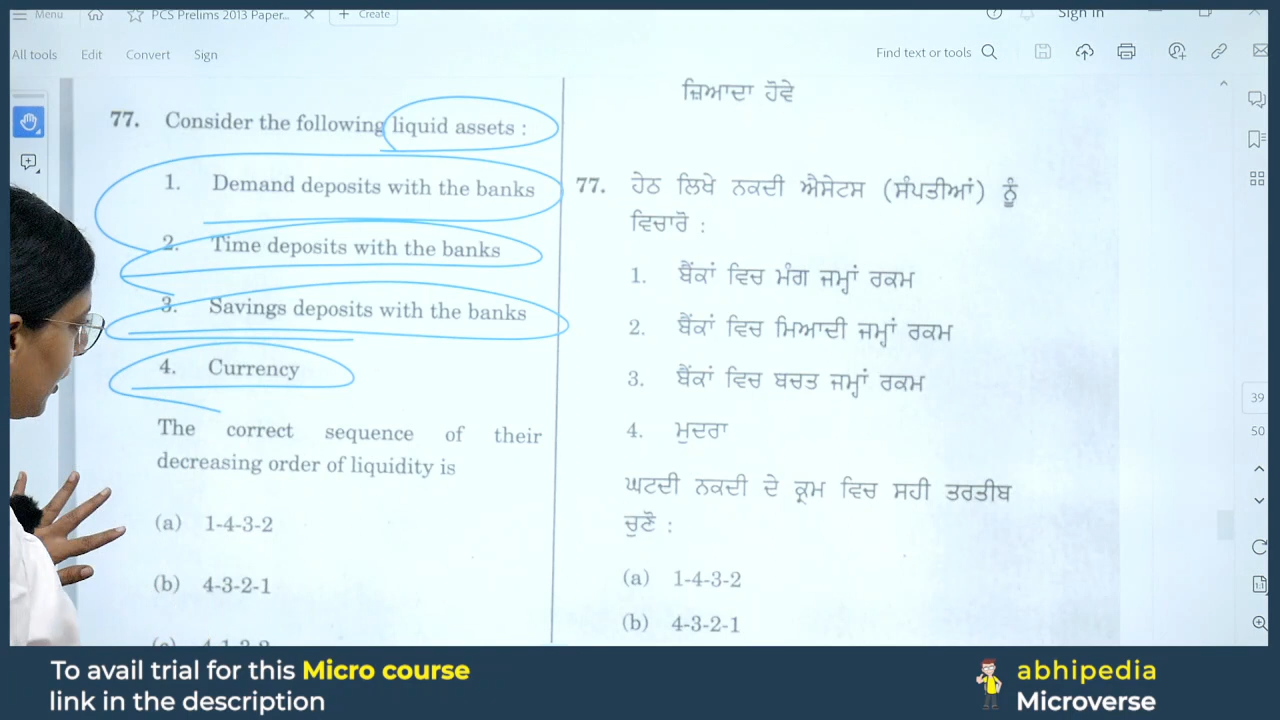 Menu
PCS Prelims 2013 Paper...
Create
Sign In
All tools
Edit
Convert
Sign
Find text or tools
77. Consider the following liquid assets :
1. Demand deposits with the banks
2. Time deposits with the banks
3. Savings deposits with the banks
4. Currency
The correct sequence of their
decreasing order of liquidity is
(a) 1-4-3-2
(b) 4-3-2-1
ਜ਼ਿਆਦਾ ਹੋਵੇ
77. ਹੇਠ ਲਿਖੇ ਨਕਦੀ ਐਸੇਟਸ (ਸੰਪਤੀਆਂ) ਨੂੰ
ਵਿਚਾਰੋ :
1. ਬੈਂਕਾਂ ਵਿਚ ਮੰਗ ਜਮ੍ਹਾਂ ਰਕਮ
2. ਬੈਂਕਾਂ ਵਿਚ ਮਿਆਦੀ ਜਮ੍ਹਾਂ ਰਕਮ
3. ਬੈਂਕਾਂ ਵਿਚ ਬਚਤ ਜਮ੍ਹਾਂ ਰਕਮ
4. ਮੁਦਰਾ
ਘਟਦੀ ਨਕਦੀ ਦੇ ਕ੍ਰਮ ਵਿਚ ਸਹੀ ਤਰਤੀਬ
ਚੁਣੋ :
(a) 1-4-3-2
(b) 4-3-2-1
39
50
To avail trial for this Micro course
link in the description
abhipedia
Microverse